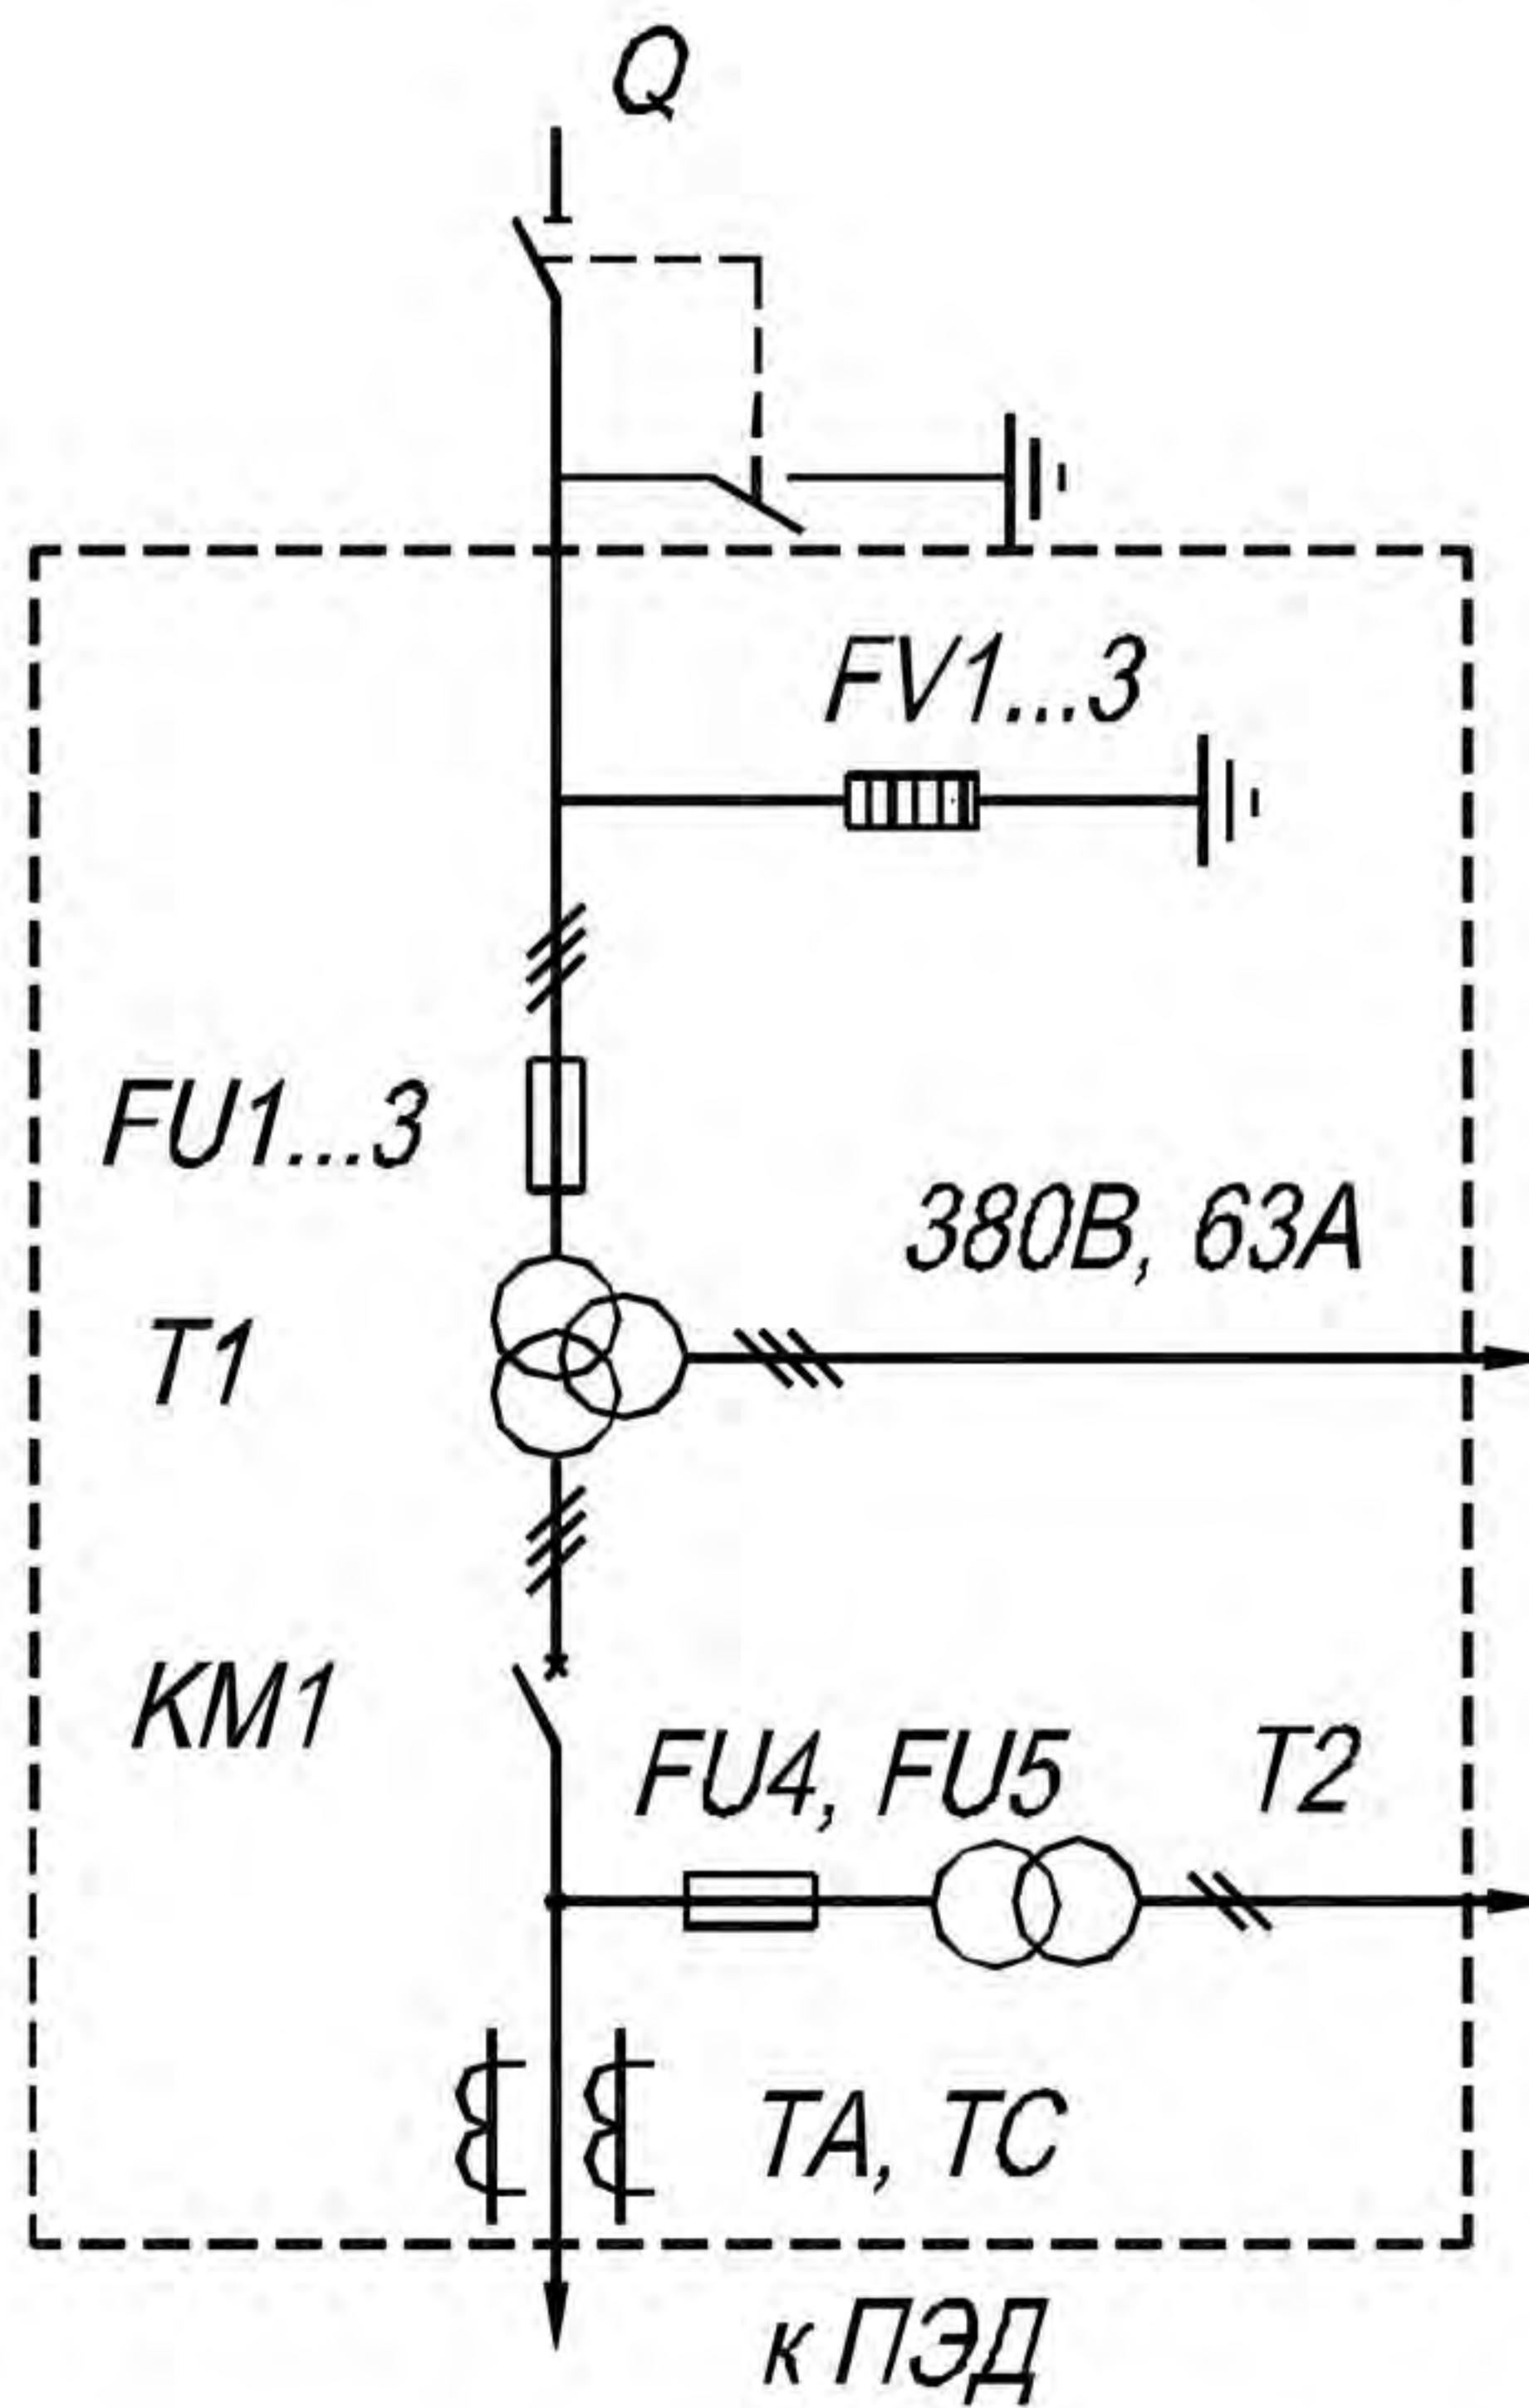 Q
FV1...3
FU1...3
380В, 63А
T1
KM1
FU4, FU5
T2
TA, TC
к ПЭД